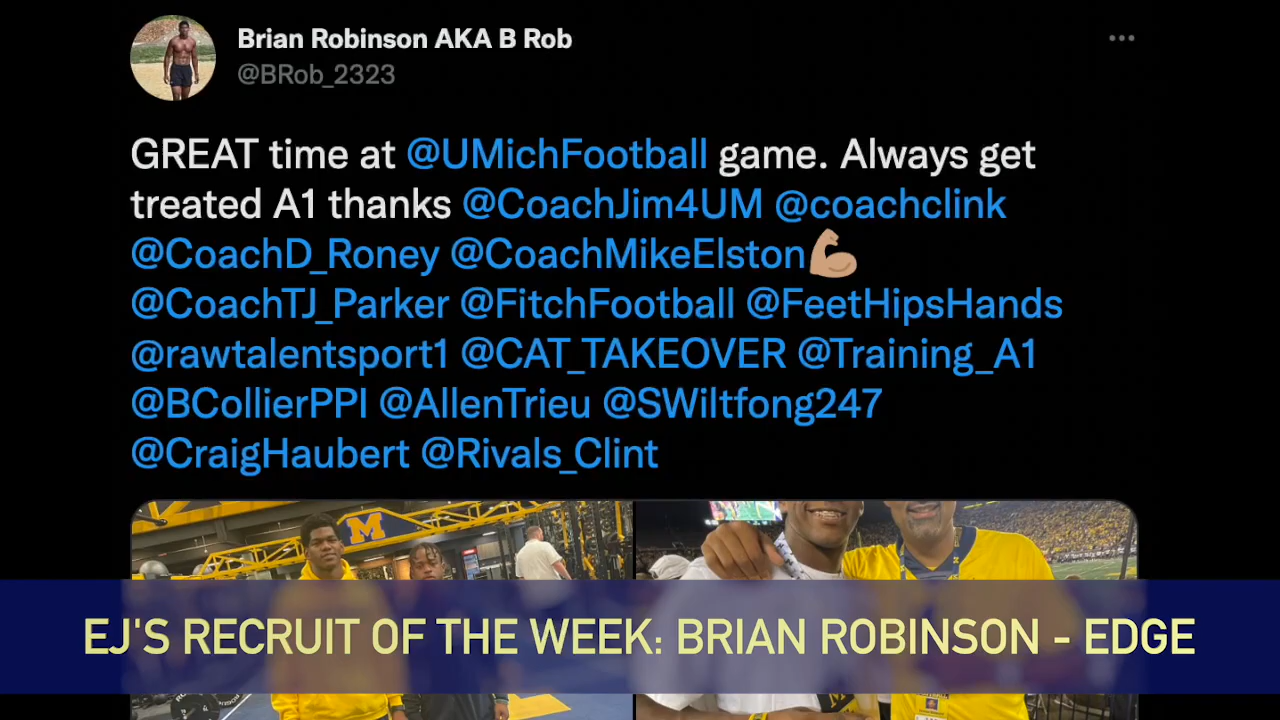 Brian Robinson AKA B Rob
@BRob_2323
GREAT time at @UMichFootball game. Always get
treated A1 thanks @CoachJim4UM @coachclink
@CoachD_Roney @CoachMikeElston💪🏼
@CoachTJ_Parker @FitchFootball @FeetHipsHands
@rawtalentsport1 @CAT_TAKEOVER @Training_A1
@BCollierPPI @AllenTrieu @SWiltfong247
@CraigHaubert @Rivals_Clint
M
EJ'S RECRUIT OF THE WEEK: BRIAN ROBINSON - EDGE